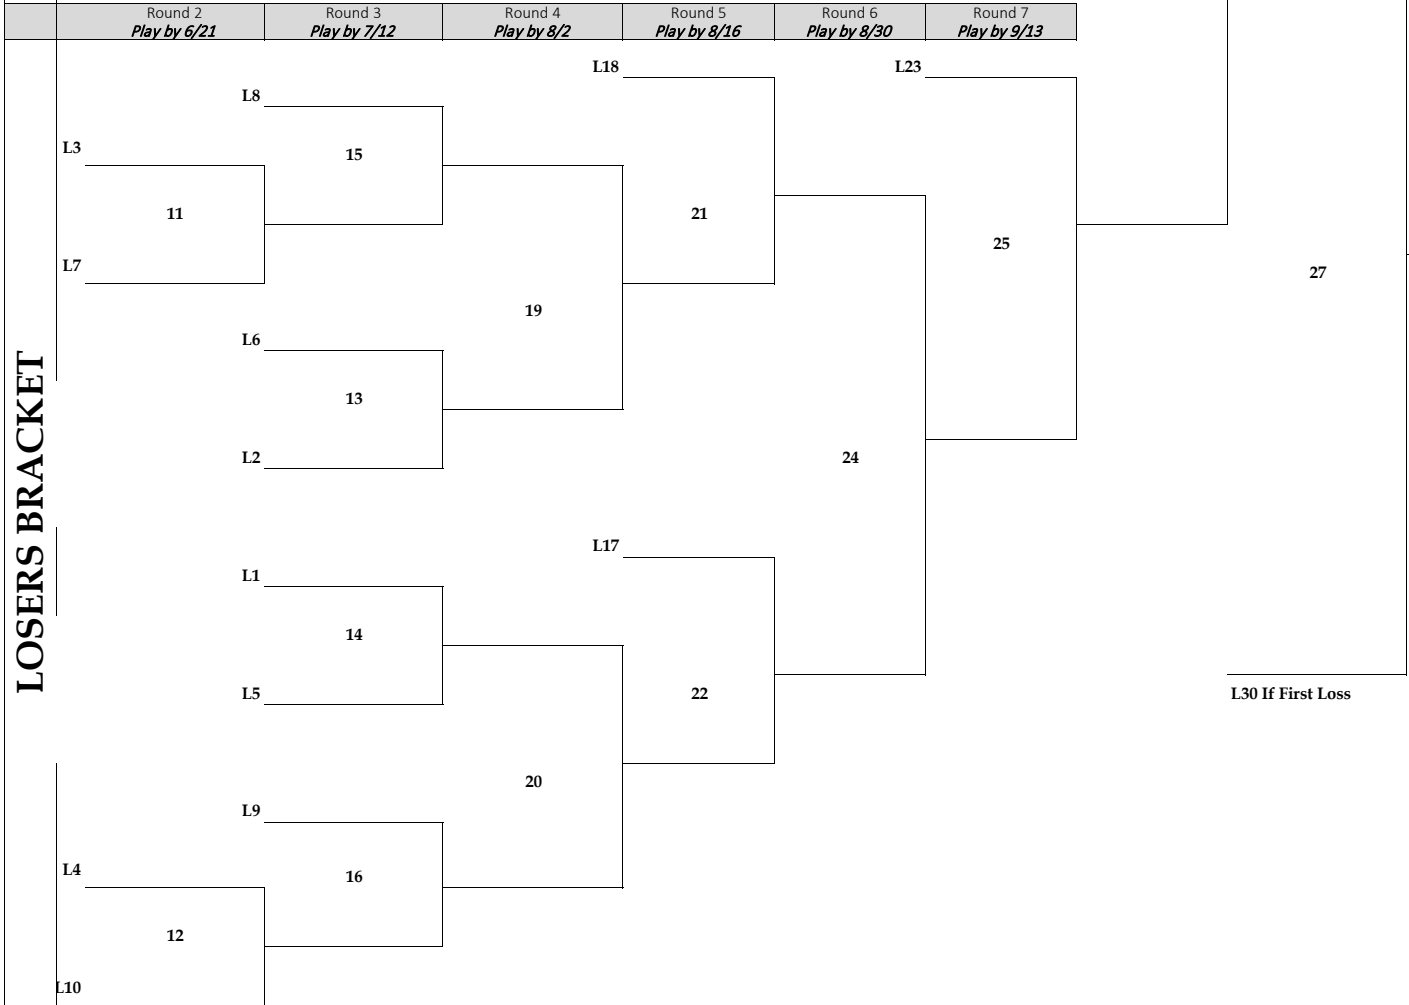 Round 2
Play by 6/21
Round 3
Play by 7/12
Round 4
Play by 8/2
Round 5
Play by 8/16
Round 6
Play by 8/30
Round 7
Play by 9/13
L18
L23
L8
L3
15
11
21
25
L7
27
19
L6
LOSERS BRACKET
13
L2
24
L17
L1
14
L5
22
L30 If First Loss
20
L9
L4
16
12
L10